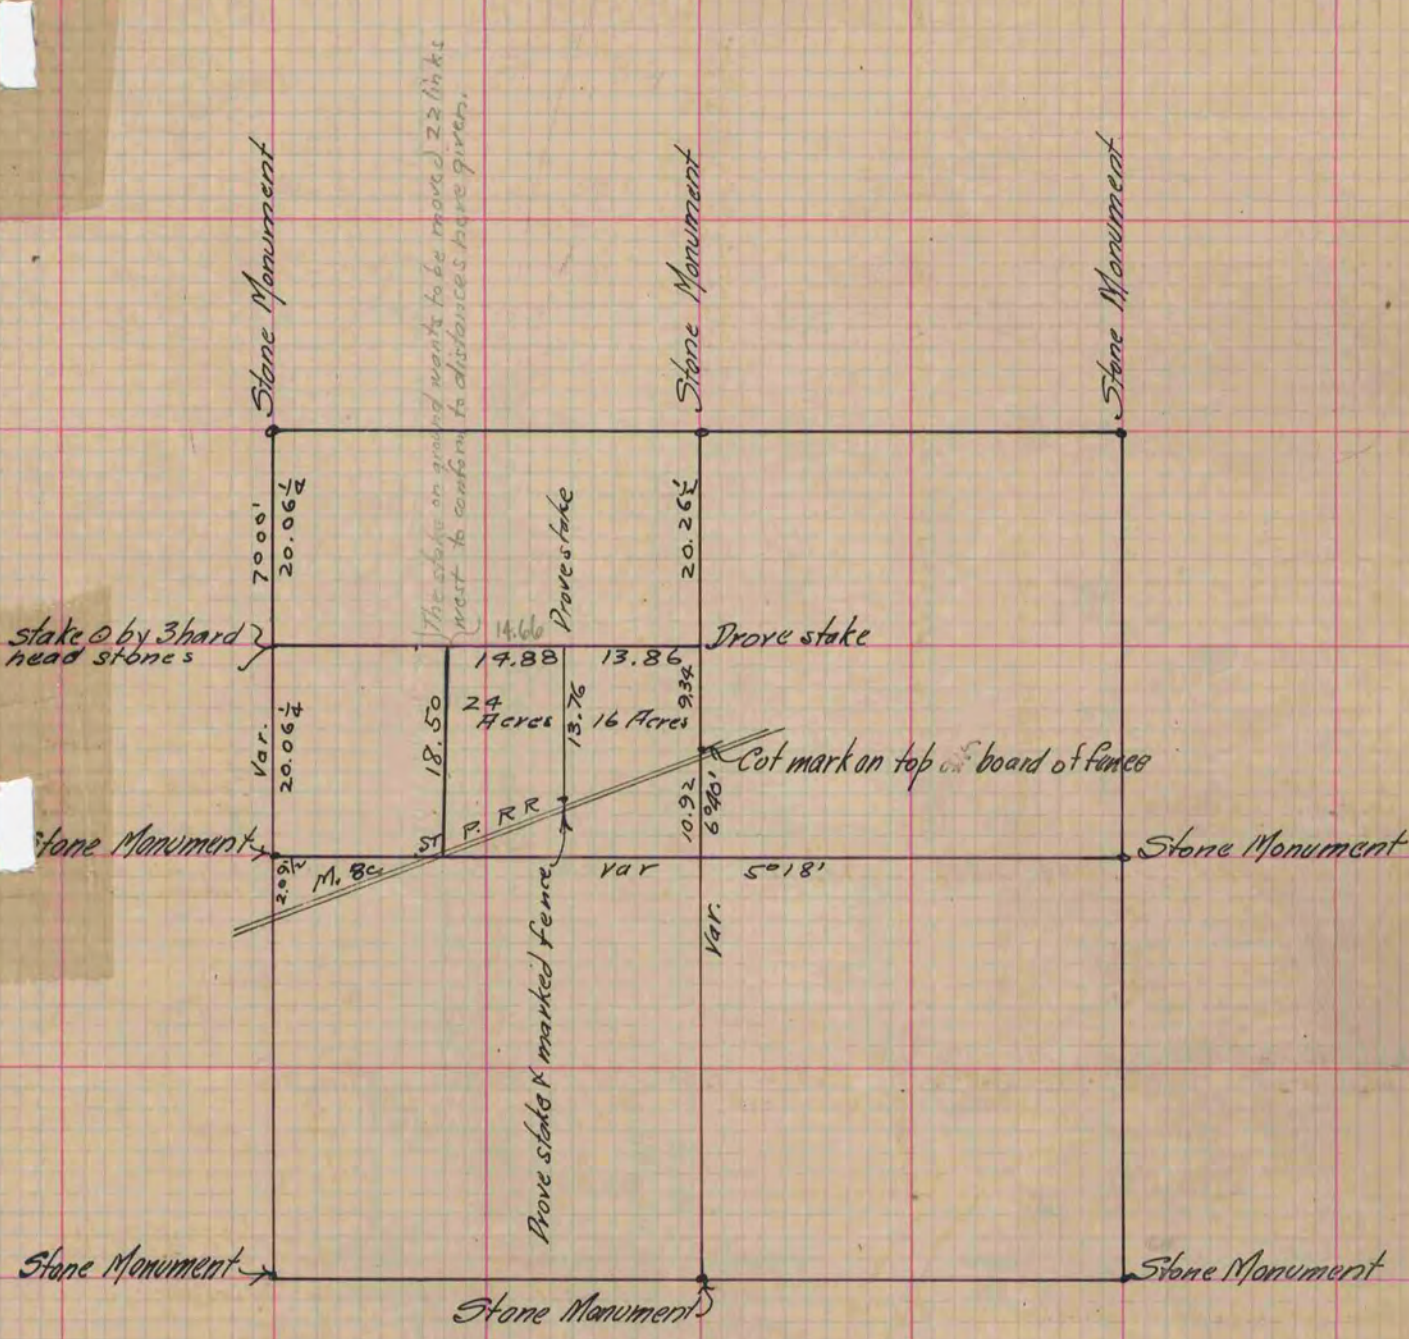 The stake on ground wants to be moved 22 links
west to conform to distances here given.
Stone Monument
Stone Monument
Stone Monument
7°00'
20.06¼
Drove stake
20.26½
stake ⊙ by 3 hard
head stones
14.66
Drove stake
14.88
13.86
Var.
20.06¼
18.50
24
Acres
13.76
16 Acres
9.34
Cut mark on top of board of fence
10.92
6°40'
St
P. RR
Stone Monument
M. &c
2.09½
var
5°18'
Stone Monument
Var.
Drove stake & marked fence
Stone Monument
Stone Monument
Stone Monument